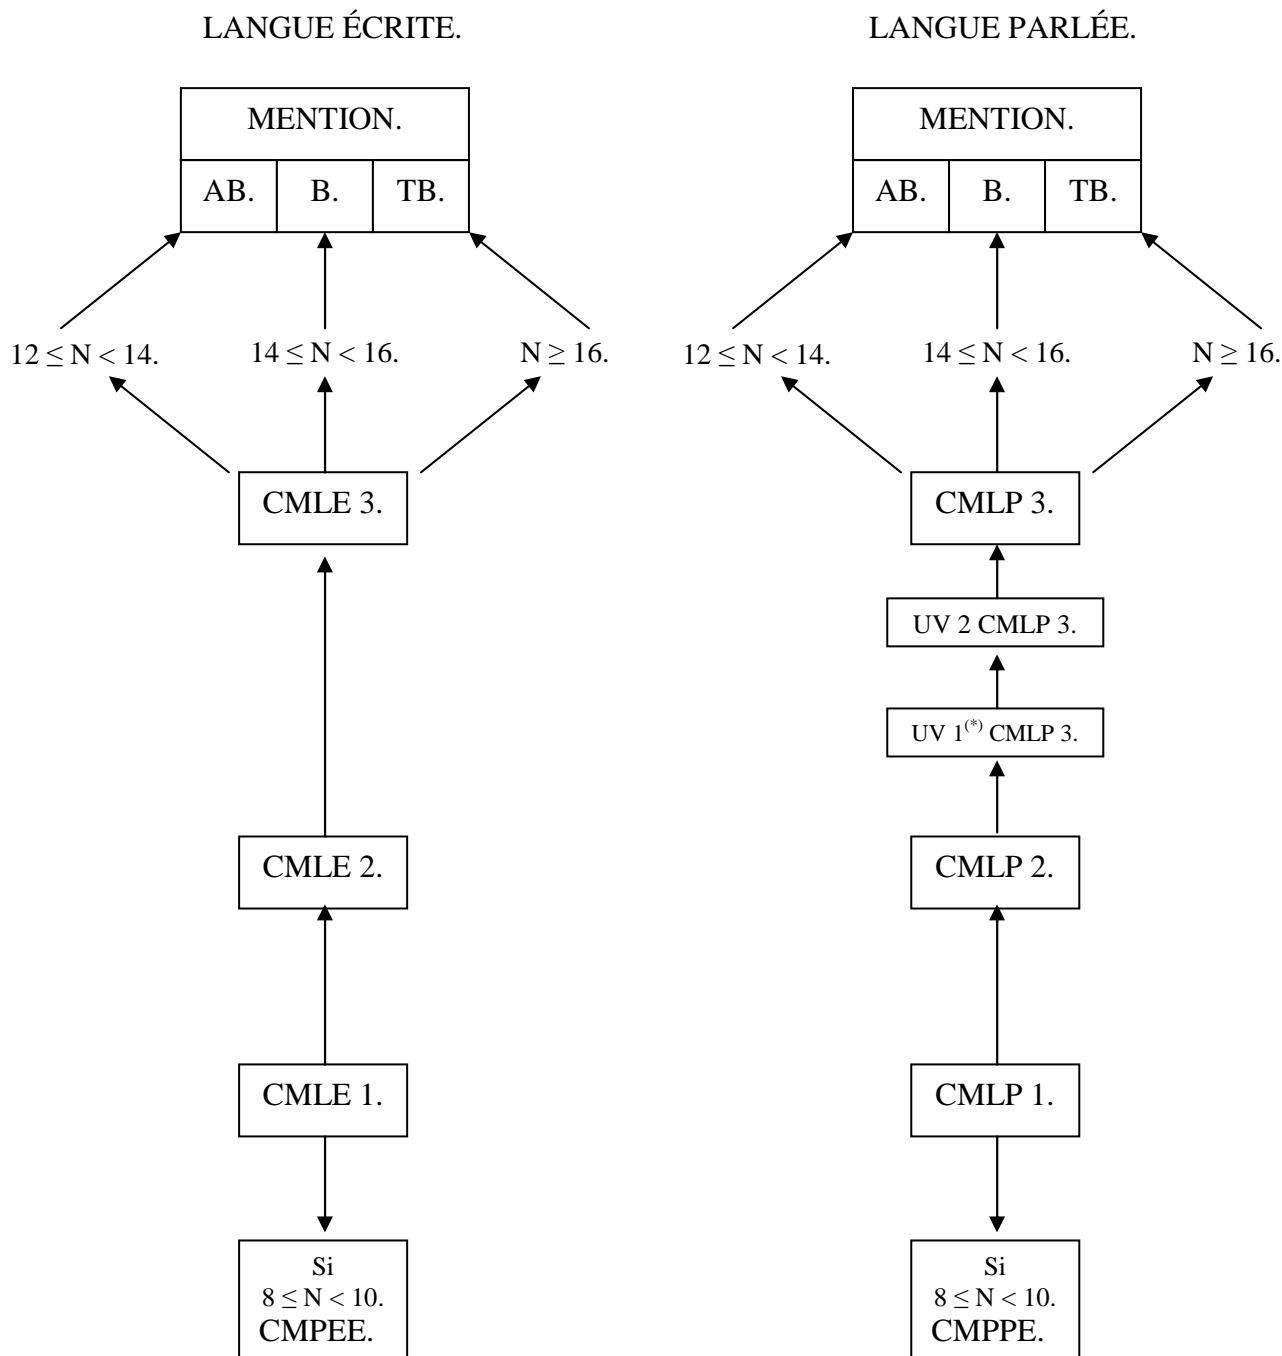 LANGUE ÉCRITE.
MENTION.
AB. B. TB.
12 ≤ N < 14. 14 ≤ N < 16. N ≥ 16.
CMLE 3.
CMLE 2.
CMLE 1.
Si
8 ≤ N < 10.
CMPEE.
LANGUE PARLÉE.
MENTION.
AB. B. TB.
12 ≤ N < 14. 14 ≤ N < 16. N ≥ 16.
CMLP 3.
UV 2 CMLP 3.
UV 1(*) CMLP 3.
CMLP 2.
CMLP 1.
Si
8 ≤ N < 10.
CMPPE.